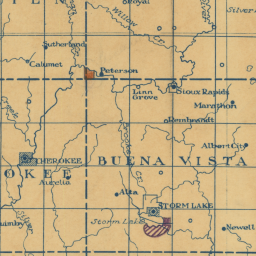 Royal
Willow
Silver
Sutherland
Calumet
Peterson
Linn
Grove
Sioux Rapids
Marathon
Rembrandt
Albert City
CHEROKEE
BUENA VISTA
OKEE
Aurelia
Alta
STORM LAKE
Storm Lake
Newell